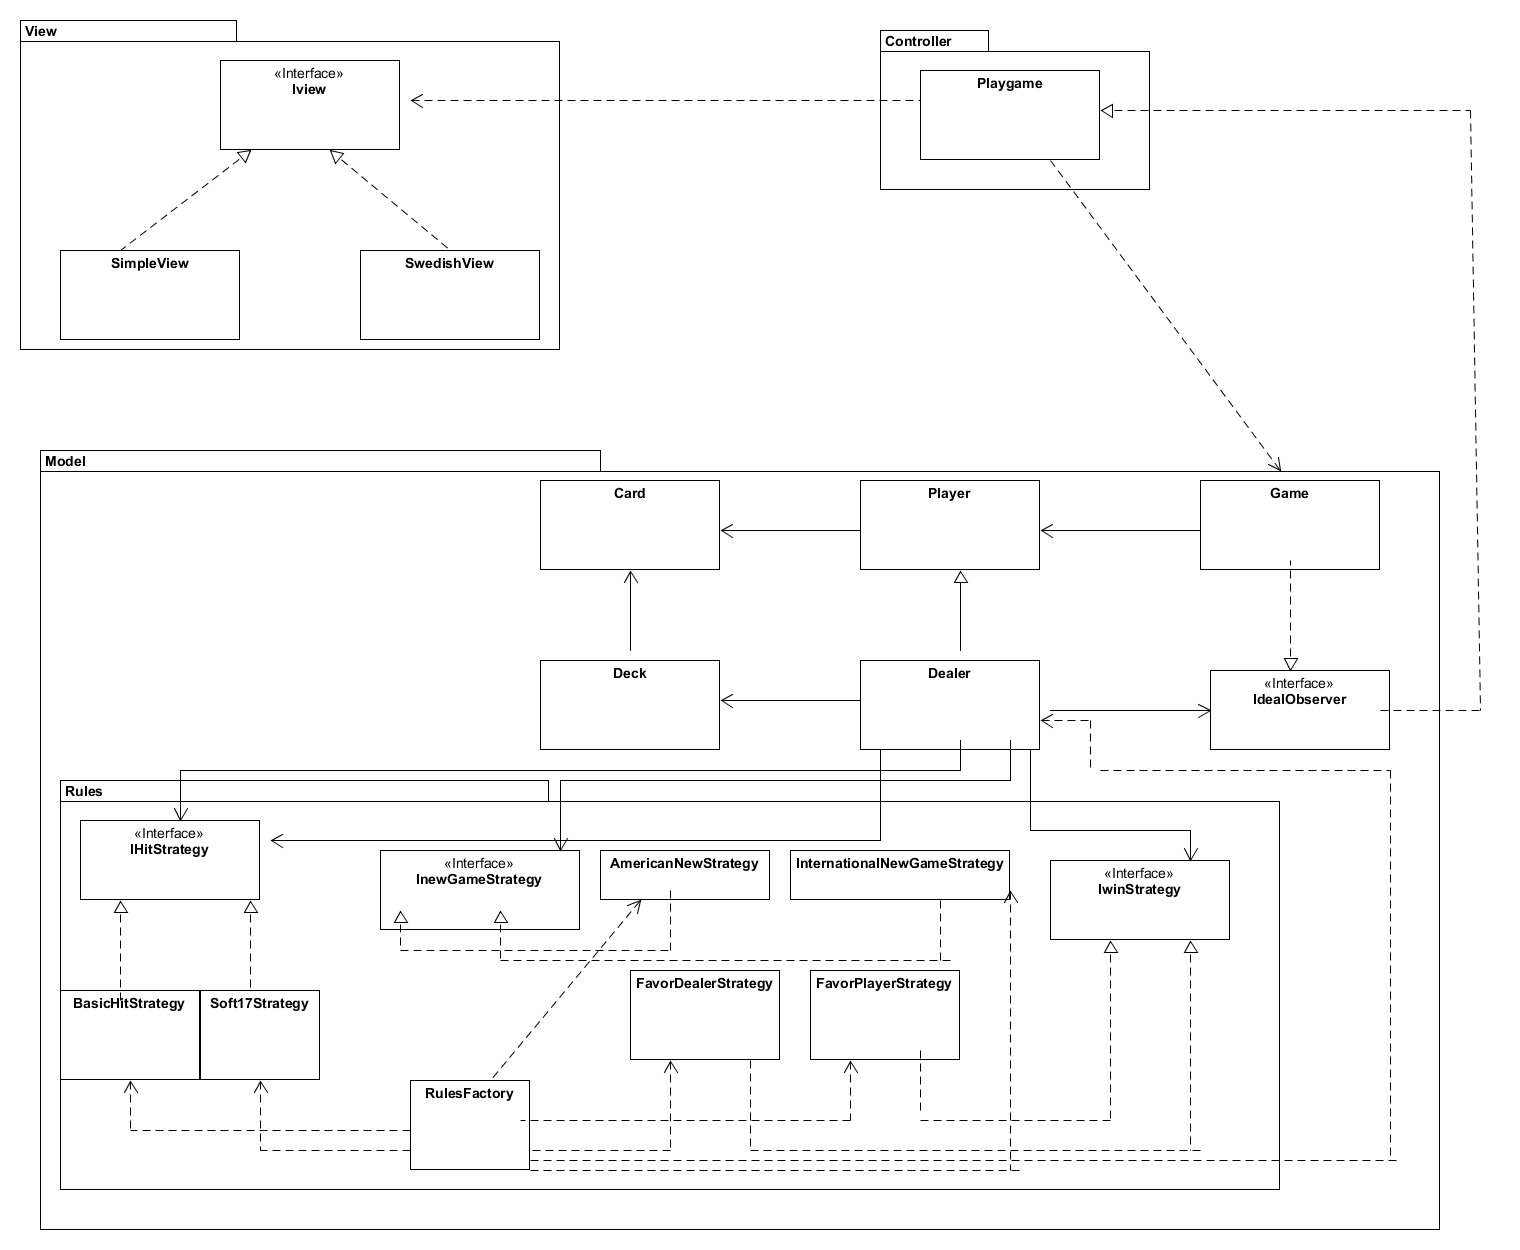 View
Controller
«Interface»
Iview
Playgame
SimpleView
SwedishView
Model
Card
Player
Game
Deck
Dealer
«Interface»
IdealObserver
Rules
«Interface»
IHitStrategy
«Interface»
InewGameStrategy
AmericanNewStrategy
InternationalNewGameStrategy
«Interface»
IwinStrategy
BasicHitStrategy
Soft17Strategy
FavorDealerStrategy
FavorPlayerStrategy
RulesFactory